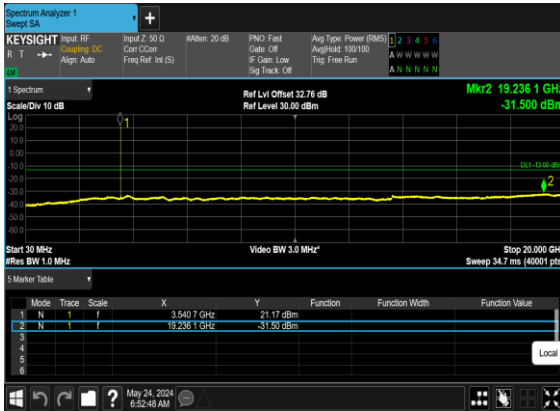 Spectrum Analyzer 1
Swept SA
KEYSIGHT Input: RF Input Z: 50 Ω #Atten: 20 dB PNO: Fast Avg Type: Power (RMS) 1 2 3 4 5 6
R T Coupling: DC Corr CCorr Gate: Off Avg|Hold: 100/100 A W W W W W
Align: Auto Freq Ref: Int (S) IF Gain: Low Trig: Free Run
Sig Track: Off A N N N N N
1 Spectrum Ref Lvl Offset 32.76 dB Mkr2 19.236 1 GHz
Scale/Div 10 dB Ref Level 30.00 dBm -31.500 dBm
Log
20.0
10.0
0.00
-10.0
-20.0
-30.0
-40.0
-50.0
-60.0
1
DL1 -13.00 dBm
2
Start 30 MHz Video BW 3.0 MHz* Stop 20.000 GHz
#Res BW 1.0 MHz Sweep 34.7 ms (40001 pts)
5 Marker Table
Mode Trace Scale X Y Function Function Width Function Value
1 N 1 f 3.540 7 GHz 21.17 dBm
2 N 1 f 19.236 1 GHz -31.50 dBm
3
4
5
6
Local
? May 24, 2024
6:52:48 AM